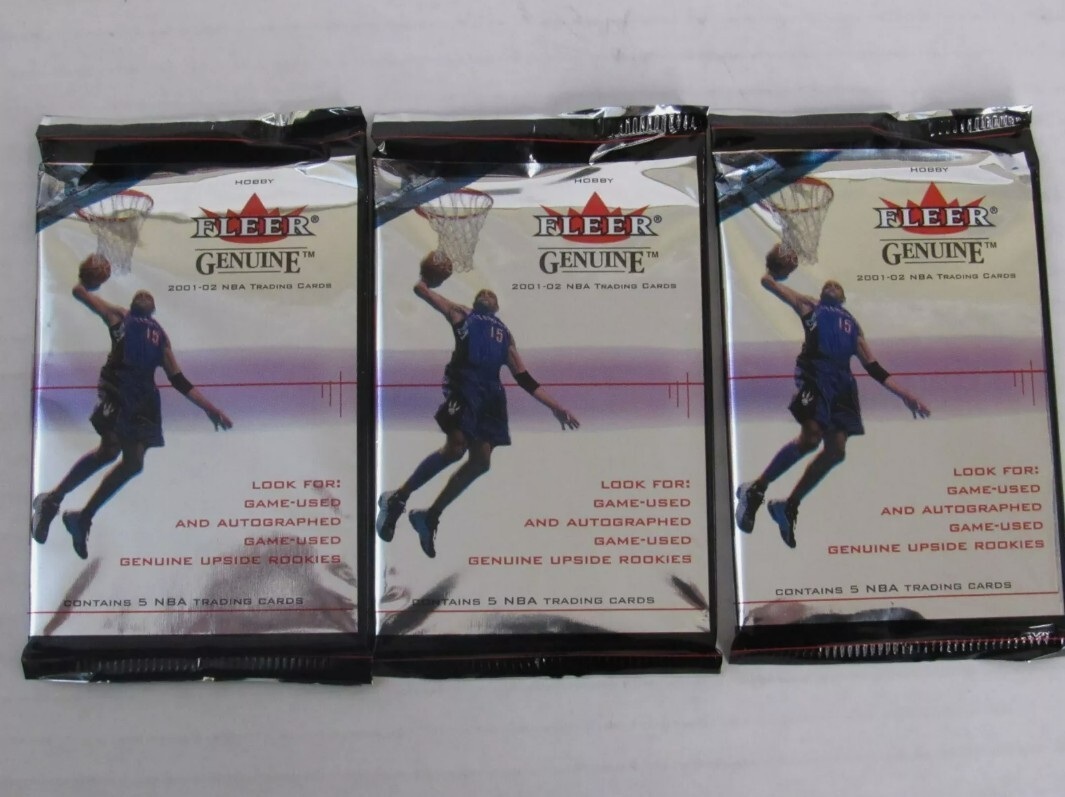 HOBBY
FLEER®
GENUINE™
2001-02 NBA TRADING CARDS
15
LOOK FOR:
GAME-USED
AND AUTOGRAPHED
GAME-USED
GENUINE UPSIDE ROOKIES
CONTAINS 5 NBA TRADING CARDS
HOBBY
FLEER®
GENUINE™
2001-02 NBA TRADING CARDS
15
LOOK FOR:
GAME-USED
AND AUTOGRAPHED
GAME-USED
GENUINE UPSIDE ROOKIES
CONTAINS 5 NBA TRADING CARDS
HOBBY
FLEER®
GENUINE™
2001-02 NBA TRADING CARDS
15
LOOK FOR:
GAME-USED
AND AUTOGRAPHED
GAME-USED
GENUINE UPSIDE ROOKIES
CONTAINS 5 NBA TRADING CARDS